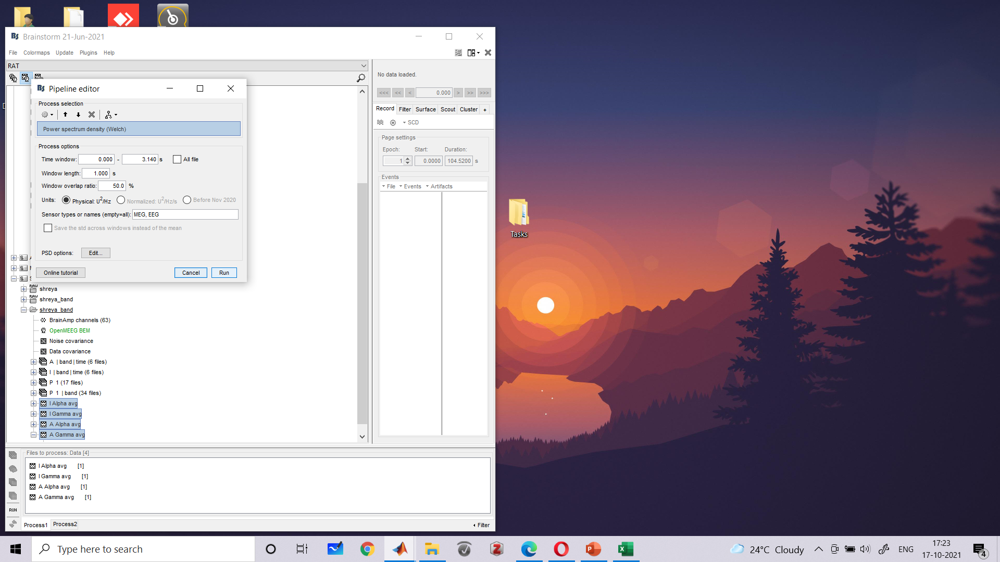 Brainstorm 21-Jun-2021
File Colormaps Update Plugins Help
RAT
No data loaded.
<<< << < 0.000 > >> >>>
Record Filter Surface Scout Cluster +
SCD
Page settings
Epoch: Start: Duration:
1 0.0000 104.5200 s
Events
File Events Artifacts
Pipeline editor
Process selection
Power spectrum density (Welch)
Process options
Time window: 0.000 - 3.140 s All file
Window length: 1.000 s
Window overlap ratio: 50.0 %
Units: Physical: U²/Hz Normalized: U²/Hz/s Before Nov 2020
Sensor types or names (empty=all): MEG, EEG
Save the std across windows instead of the mean
PSD options: Edit...
Online tutorial Cancel Run
RAW shreya
RAW shreya_band
shreya_band
BrainAmp channels (63)
OpenMEEG BEM
Noise covariance
Data covariance
A | band | time (6 files)
I | band | time (6 files)
P 1 (17 files)
P 1 | band (34 files)
I Alpha avg
I Gamma avg
A Alpha avg
A Gamma avg
Files to process: Data [4]
I Alpha avg [1]
I Gamma avg [1]
A Alpha avg [1]
A Gamma avg [1]
RUN
Process1 Process2 Filter
Tasks
Type here to search
24°C Cloudy
ENG
17:23
17-10-2021
4